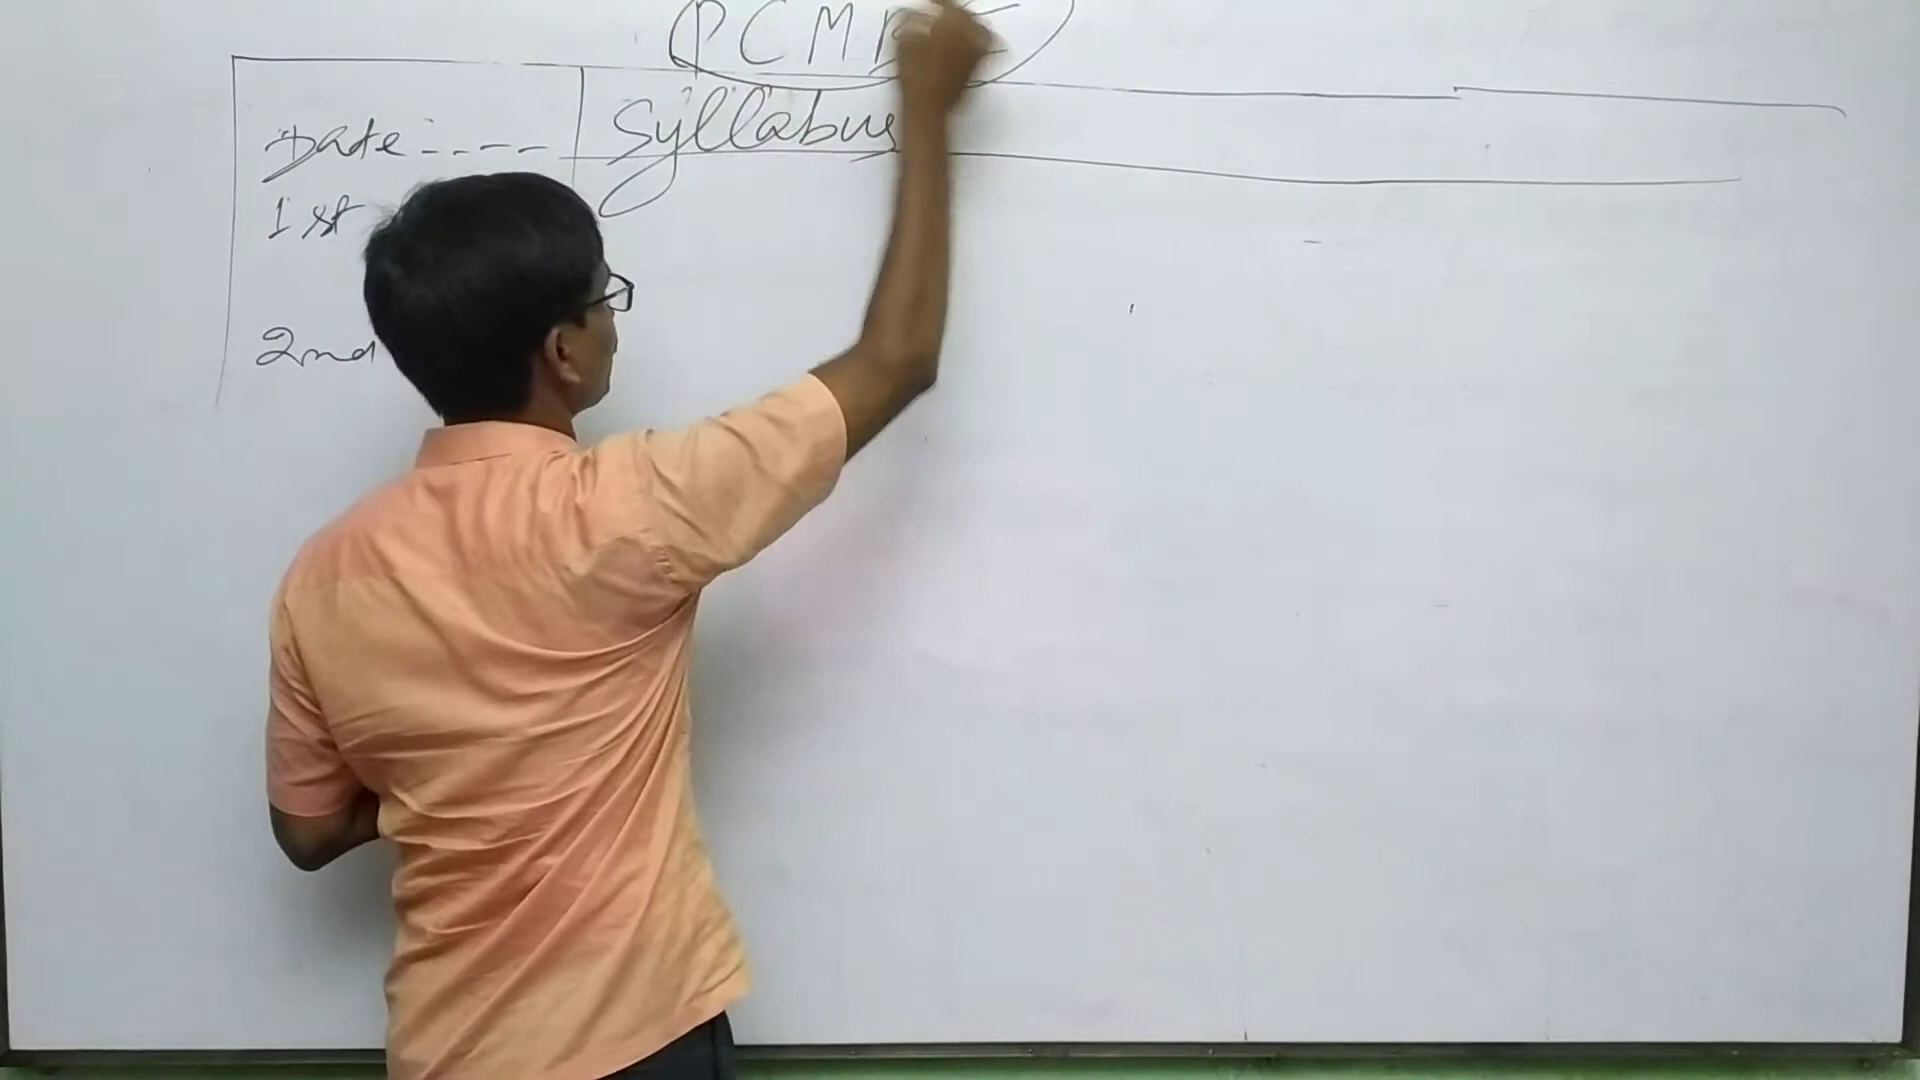 PCM
Date:---- Syllabus
1st
2nd